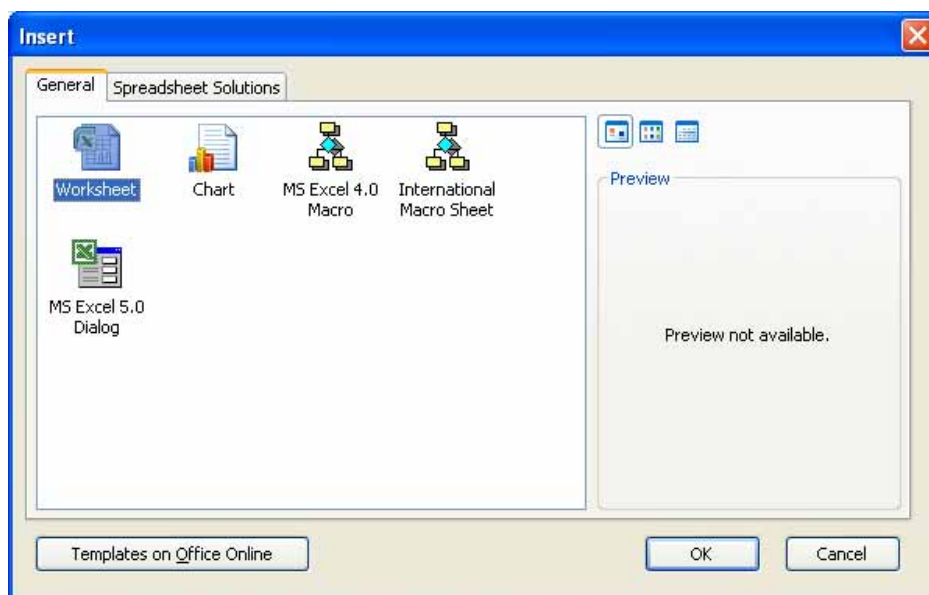 Insert
General
Spreadsheet Solutions
Worksheet
Chart
MS Excel 4.0
Macro
International
Macro Sheet
MS Excel 5.0
Dialog
Preview
Preview not available.
Templates on Office Online
OK
Cancel